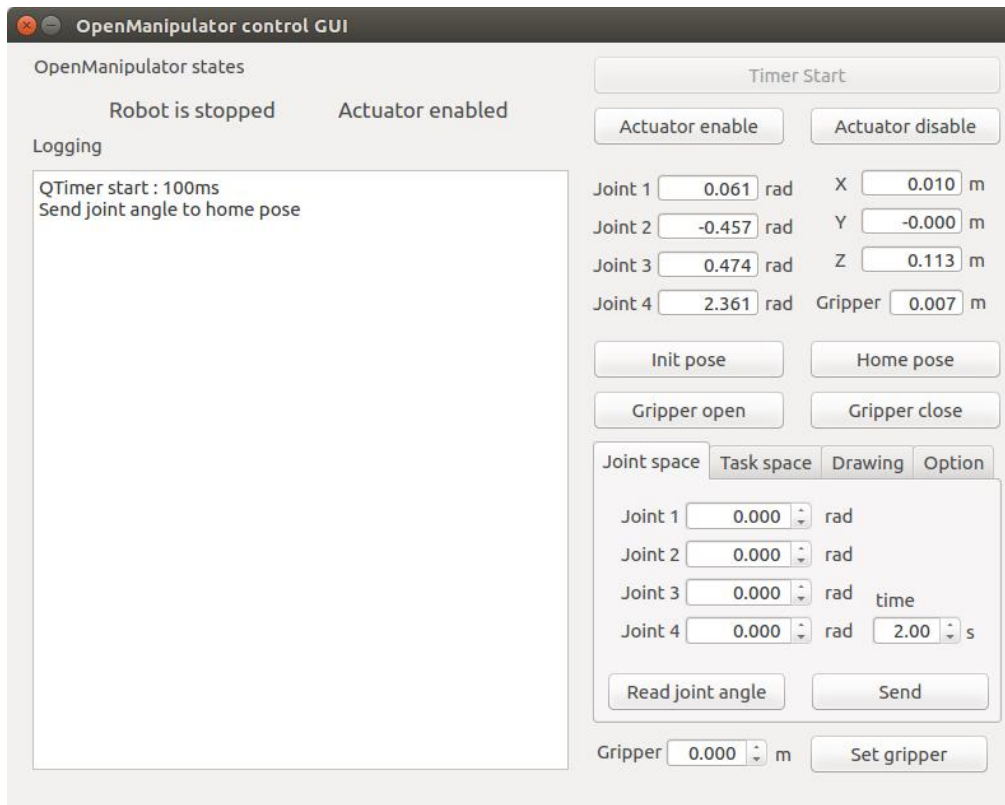 OpenManipulator control GUI
OpenManipulator states
Timer Start
Robot is stopped Actuator enabled
Actuator enable Actuator disable
Logging
QTimer start : 100ms
Send joint angle to home pose
Joint 1 0.061 rad X 0.010 m
Joint 2 -0.457 rad Y -0.000 m
Joint 3 0.474 rad Z 0.113 m
Joint 4 2.361 rad Gripper 0.007 m
Init pose Home pose
Gripper open Gripper close
Joint space Task space Drawing Option
Joint 1 0.000 rad
Joint 2 0.000 rad
Joint 3 0.000 rad time
Joint 4 0.000 rad 2.00 s
Read joint angle Send
Gripper 0.000 m Set gripper